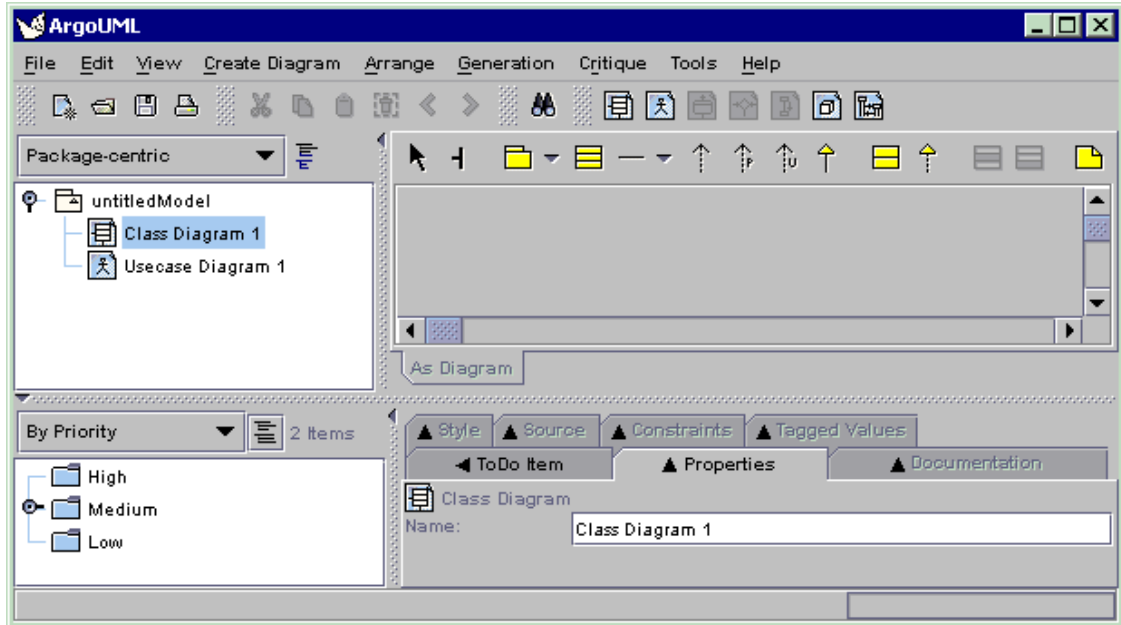 ArgoUML
File Edit View Create Diagram Arrange Generation Critique Tools Help
Package-centric
untitledModel
Class Diagram 1
Usecase Diagram 1
As Diagram
By Priority
2 Items
High
Medium
Low
Style Source Constraints Tagged Values
ToDo Item Properties Documentation
Class Diagram
Name: Class Diagram 1